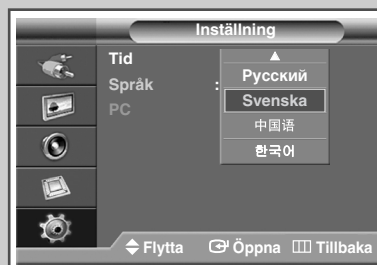 Inställning
Tid
Språk :
PC
Русский
Svenska
中国语
한국어
Flytta Öppna Tillbaka